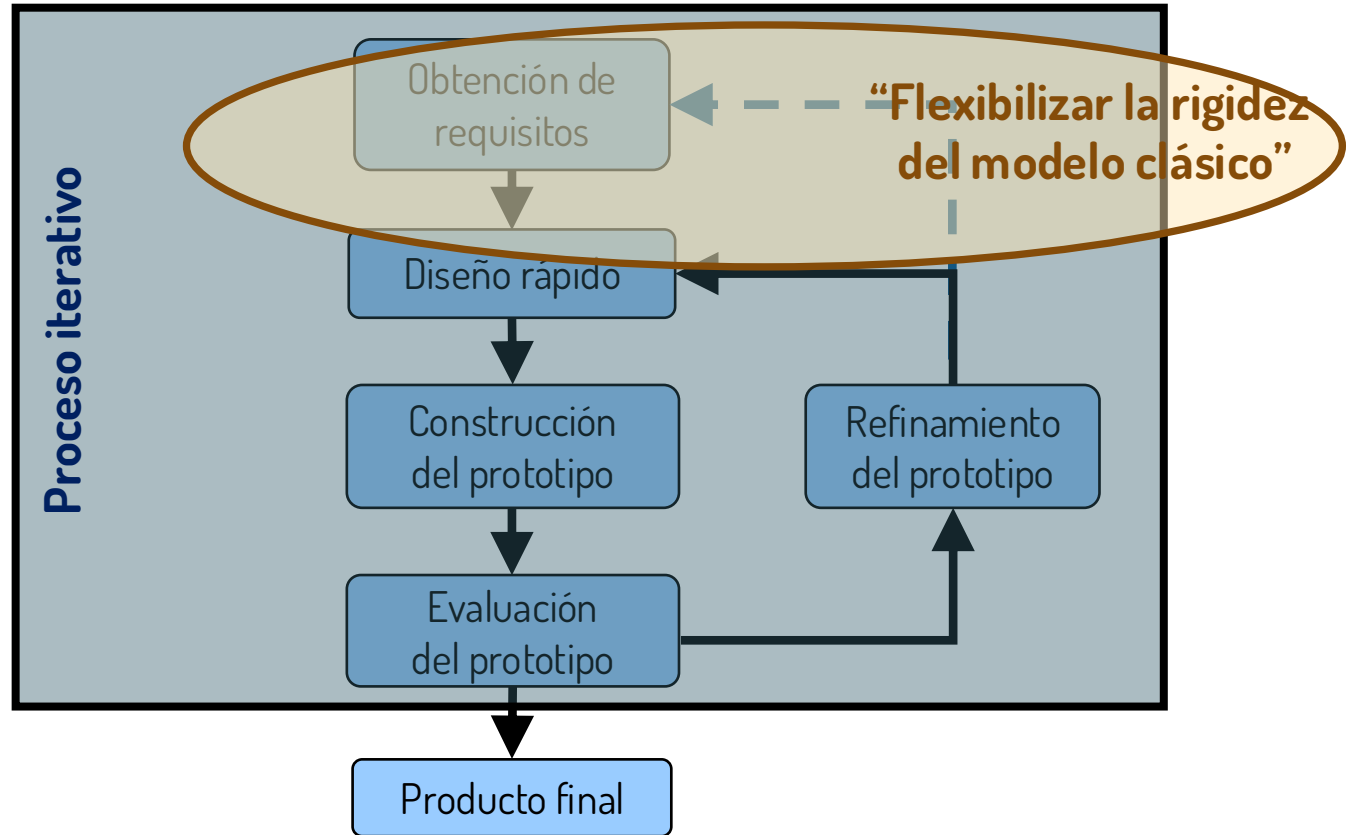 Obtención de
requisitos
“Flexibilizar la rigidez
del modelo clásico”
Proceso iterativo
Diseño rápido
Construcción
del prototipo
Refinamiento
del prototipo
Evaluación
del prototipo
Producto final